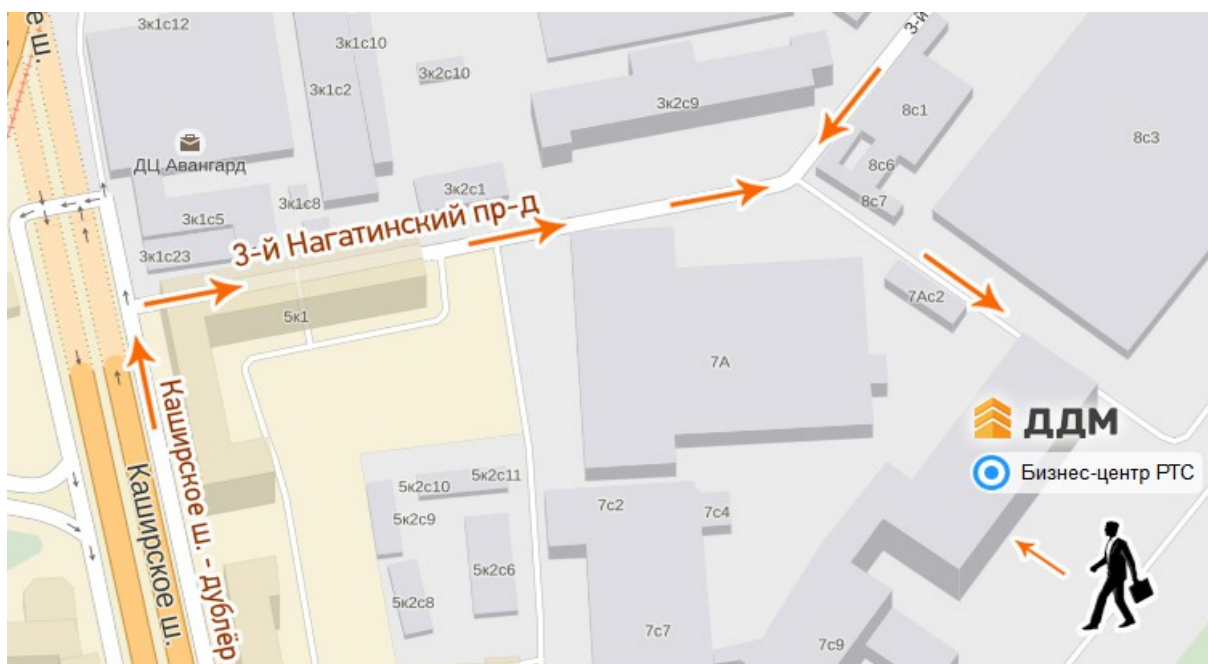 3к1с12
3к1с10
3-й
ш.
3к2с10
3к1с2
3к2с9
8с1
8с3
ДЦ Авангард
8с6
3к2с1
3к1с8
8с7
3к1с5
3-й Нагатинский пр-д
3к1с23
7Ас2
5к1
7А
ДДМ
Бизнес-центр РТС
Каширское ш. - дублёр
Каширское ш.
5к2с11
5к2с10
7с2
7с4
5к2с9
5к2с6
5к2с8
7с7
7с9